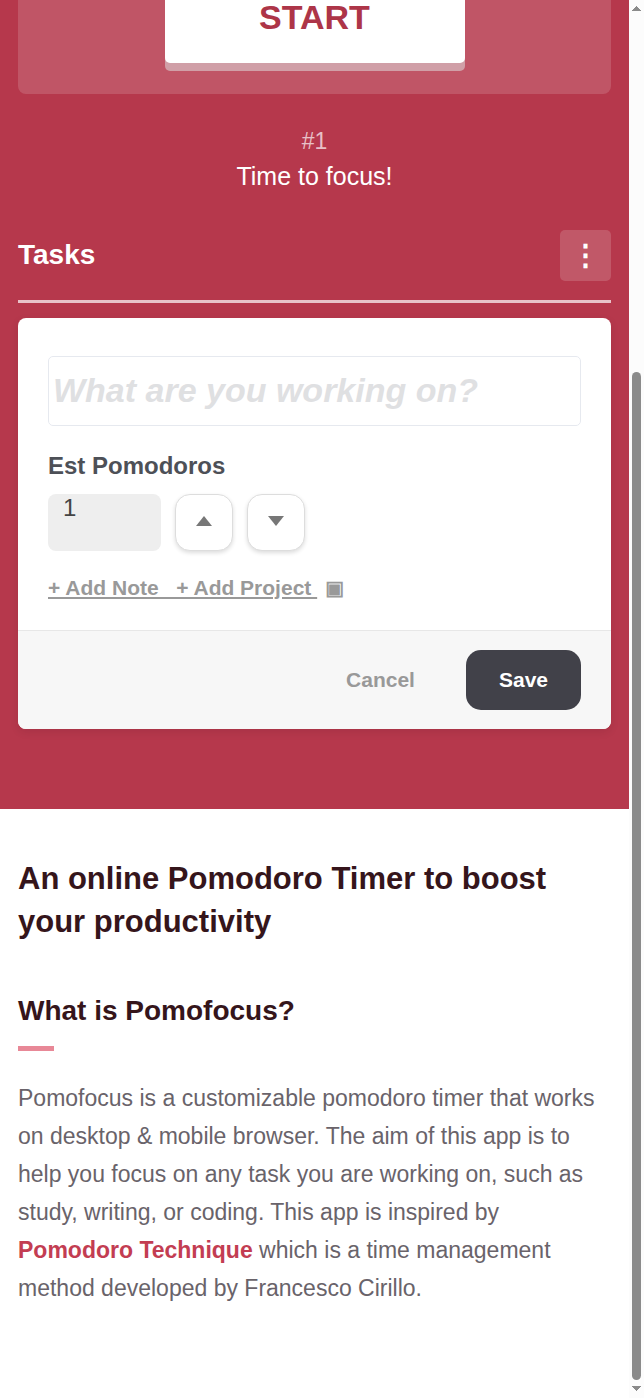 START
#1
Time to focus!
Tasks
What are you working on?
Est Pomodoros
1
+ Add Note + Add Project
Cancel Save
An online Pomodoro Timer to boost
your productivity
What is Pomofocus?
Pomofocus is a customizable pomodoro timer that works
on desktop & mobile browser. The aim of this app is to
help you focus on any task you are working on, such as
study, writing, or coding. This app is inspired by
Pomodoro Technique which is a time management
method developed by Francesco Cirillo.